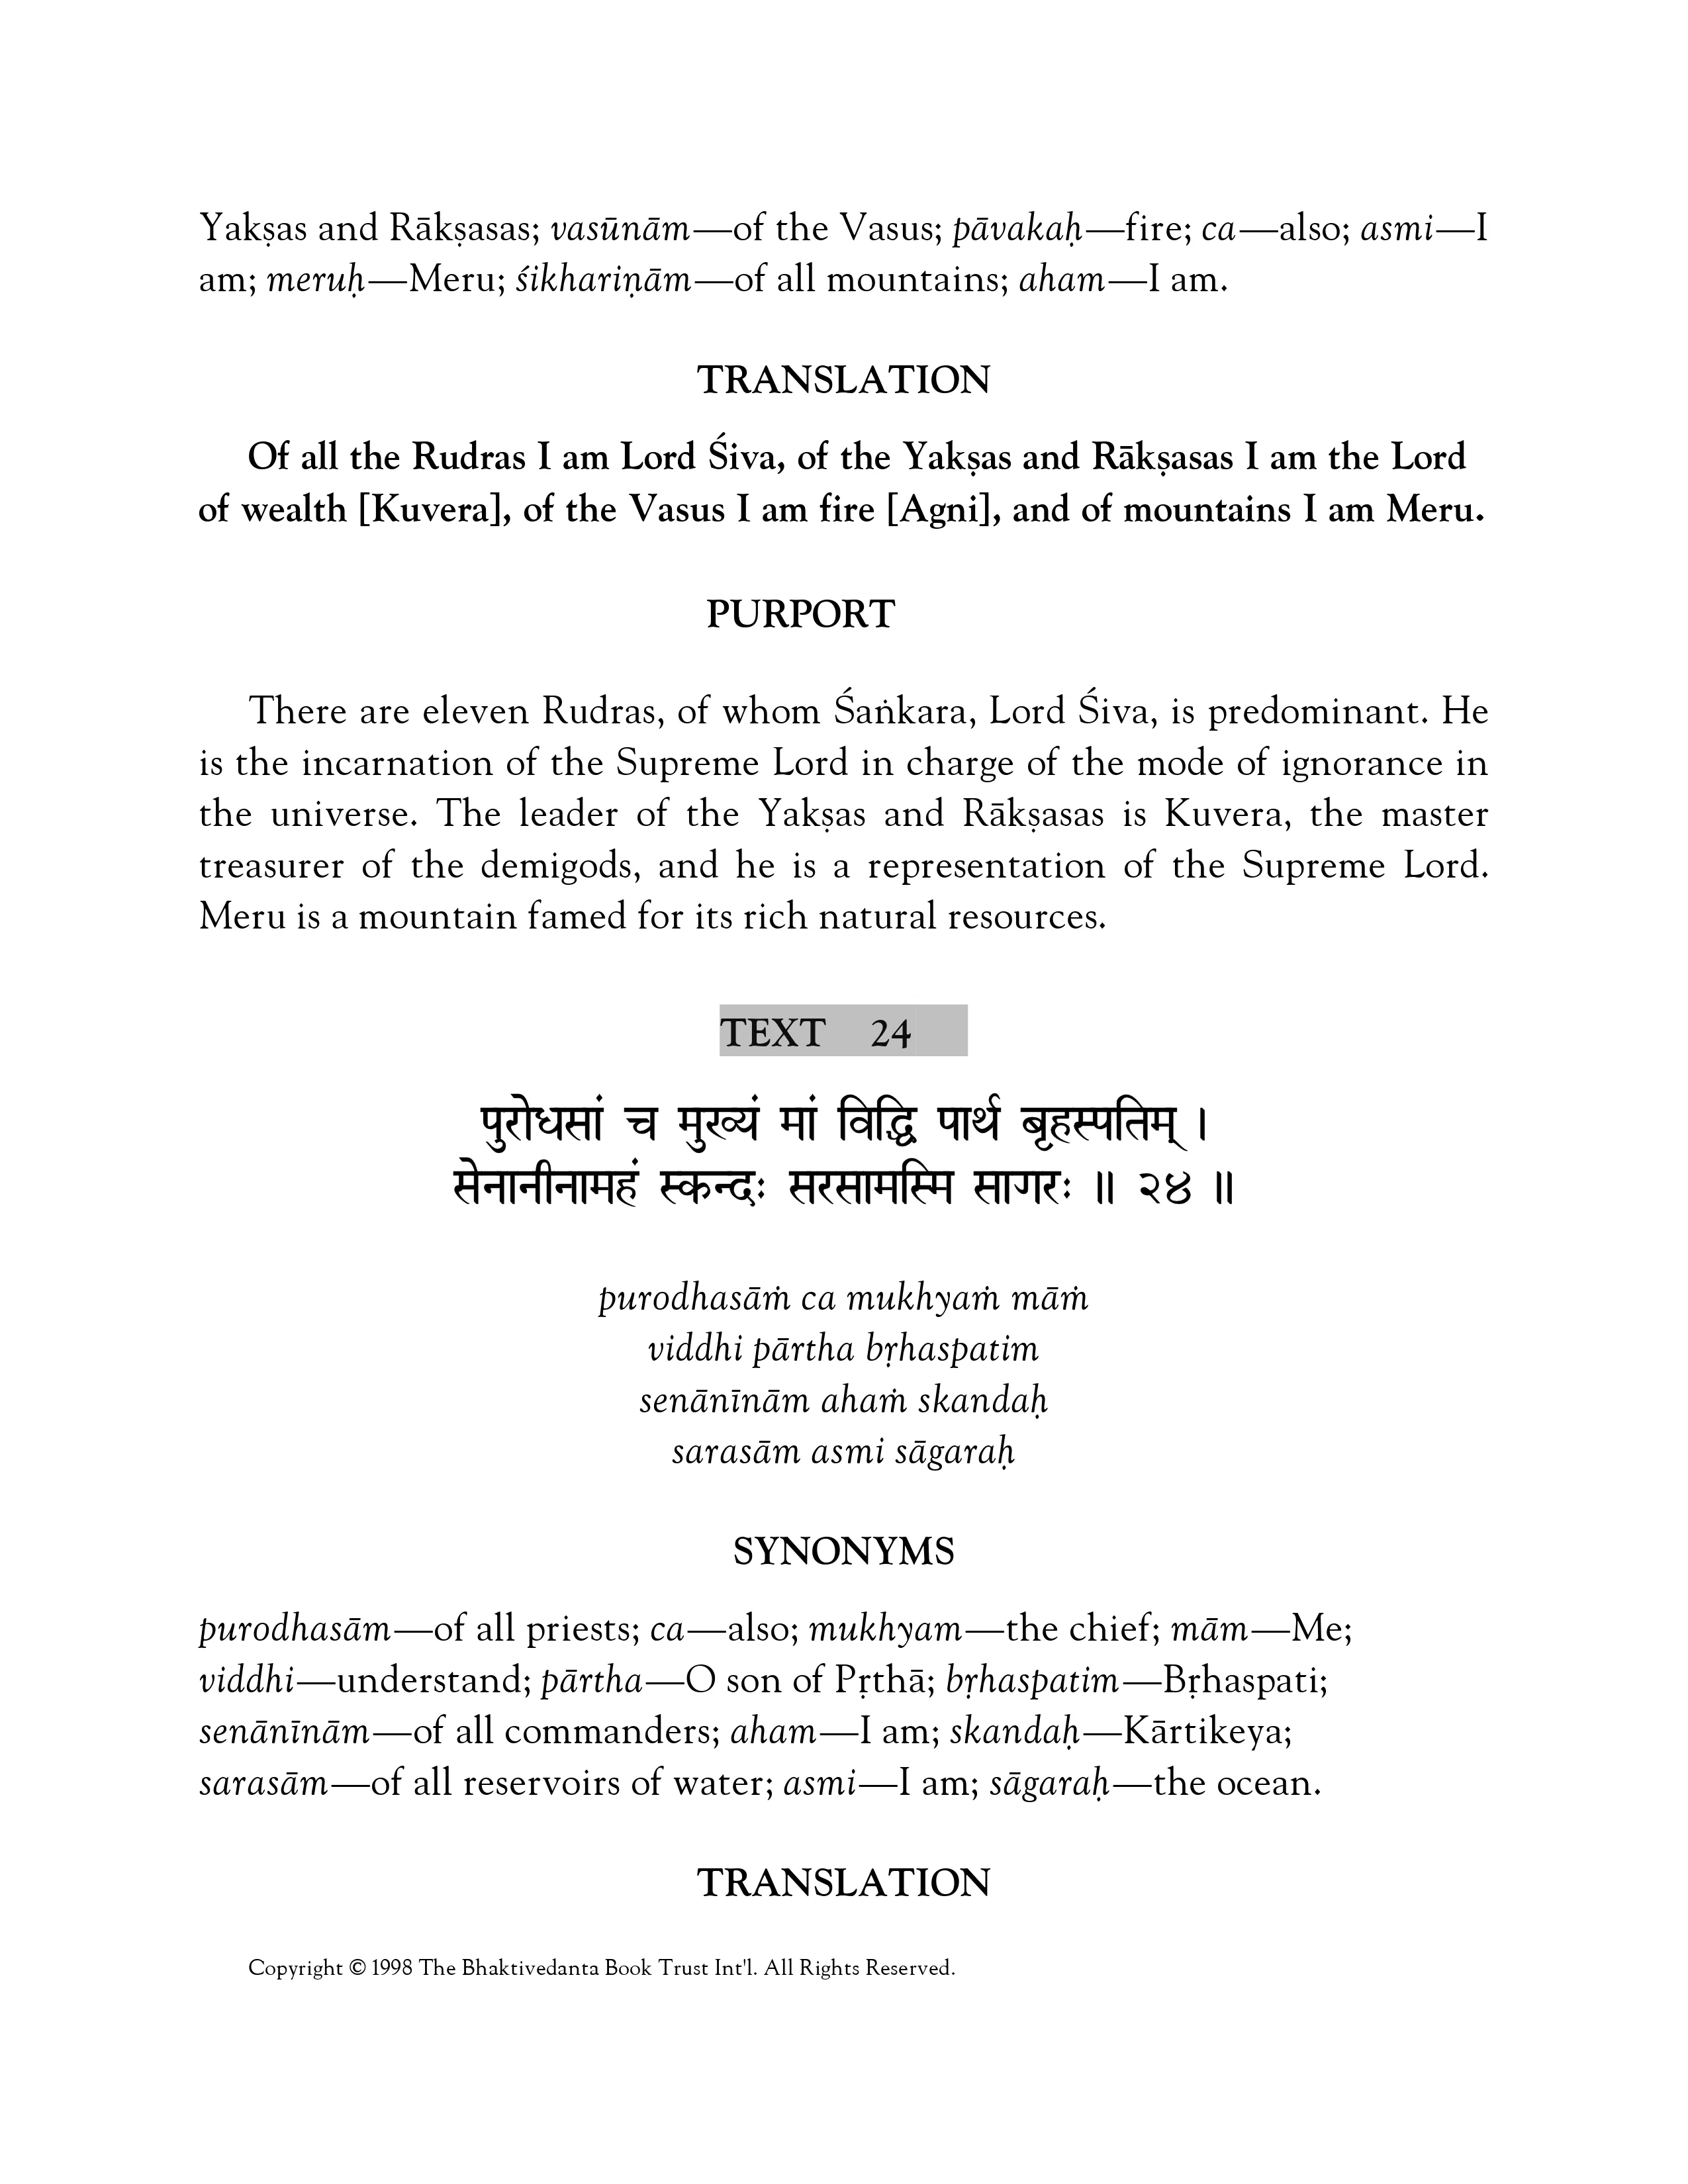 Yakṣas and Rākṣasas; vasūnām—of the Vasus; pāvakaḥ—fire; ca—also; asmi—I
am; meruḥ—Meru; śikhariṇām—of all mountains; aham—I am.
TRANSLATION
Of all the Rudras I am Lord Śiva, of the Yakṣas and Rākṣasas I am the Lord
of wealth [Kuvera], of the Vasus I am fire [Agni], and of mountains I am Meru.
PURPORT
There are eleven Rudras, of whom Śaṅkara, Lord Śiva, is predominant. He
is the incarnation of the Supreme Lord in charge of the mode of ignorance in
the universe. The leader of the Yakṣas and Rākṣasas is Kuvera, the master
treasurer of the demigods, and he is a representation of the Supreme Lord.
Meru is a mountain famed for its rich natural resources.
TEXT 24
पुरोधसां च मुख्यं मां विद्धि पार्थ बृहस्पतिम् ।
सेनानीनामहं स्कन्दः सरसामस्मि सागरः ॥ २४ ॥
purodhasāṁ ca mukhyaṁ māṁ
viddhi pārtha bṛhaspatim
senānīnām ahaṁ skandaḥ
sarasām asmi sāgaraḥ
SYNONYMS
purodhasām—of all priests; ca—also; mukhyam—the chief; mām—Me;
viddhi—understand; pārtha—O son of Pṛthā; bṛhaspatim—Bṛhaspati;
senānīnām—of all commanders; aham—I am; skandaḥ—Kārtikeya;
sarasām—of all reservoirs of water; asmi—I am; sāgaraḥ—the ocean.
TRANSLATION
Copyright © 1998 The Bhaktivedanta Book Trust Int'l. All Rights Reserved.